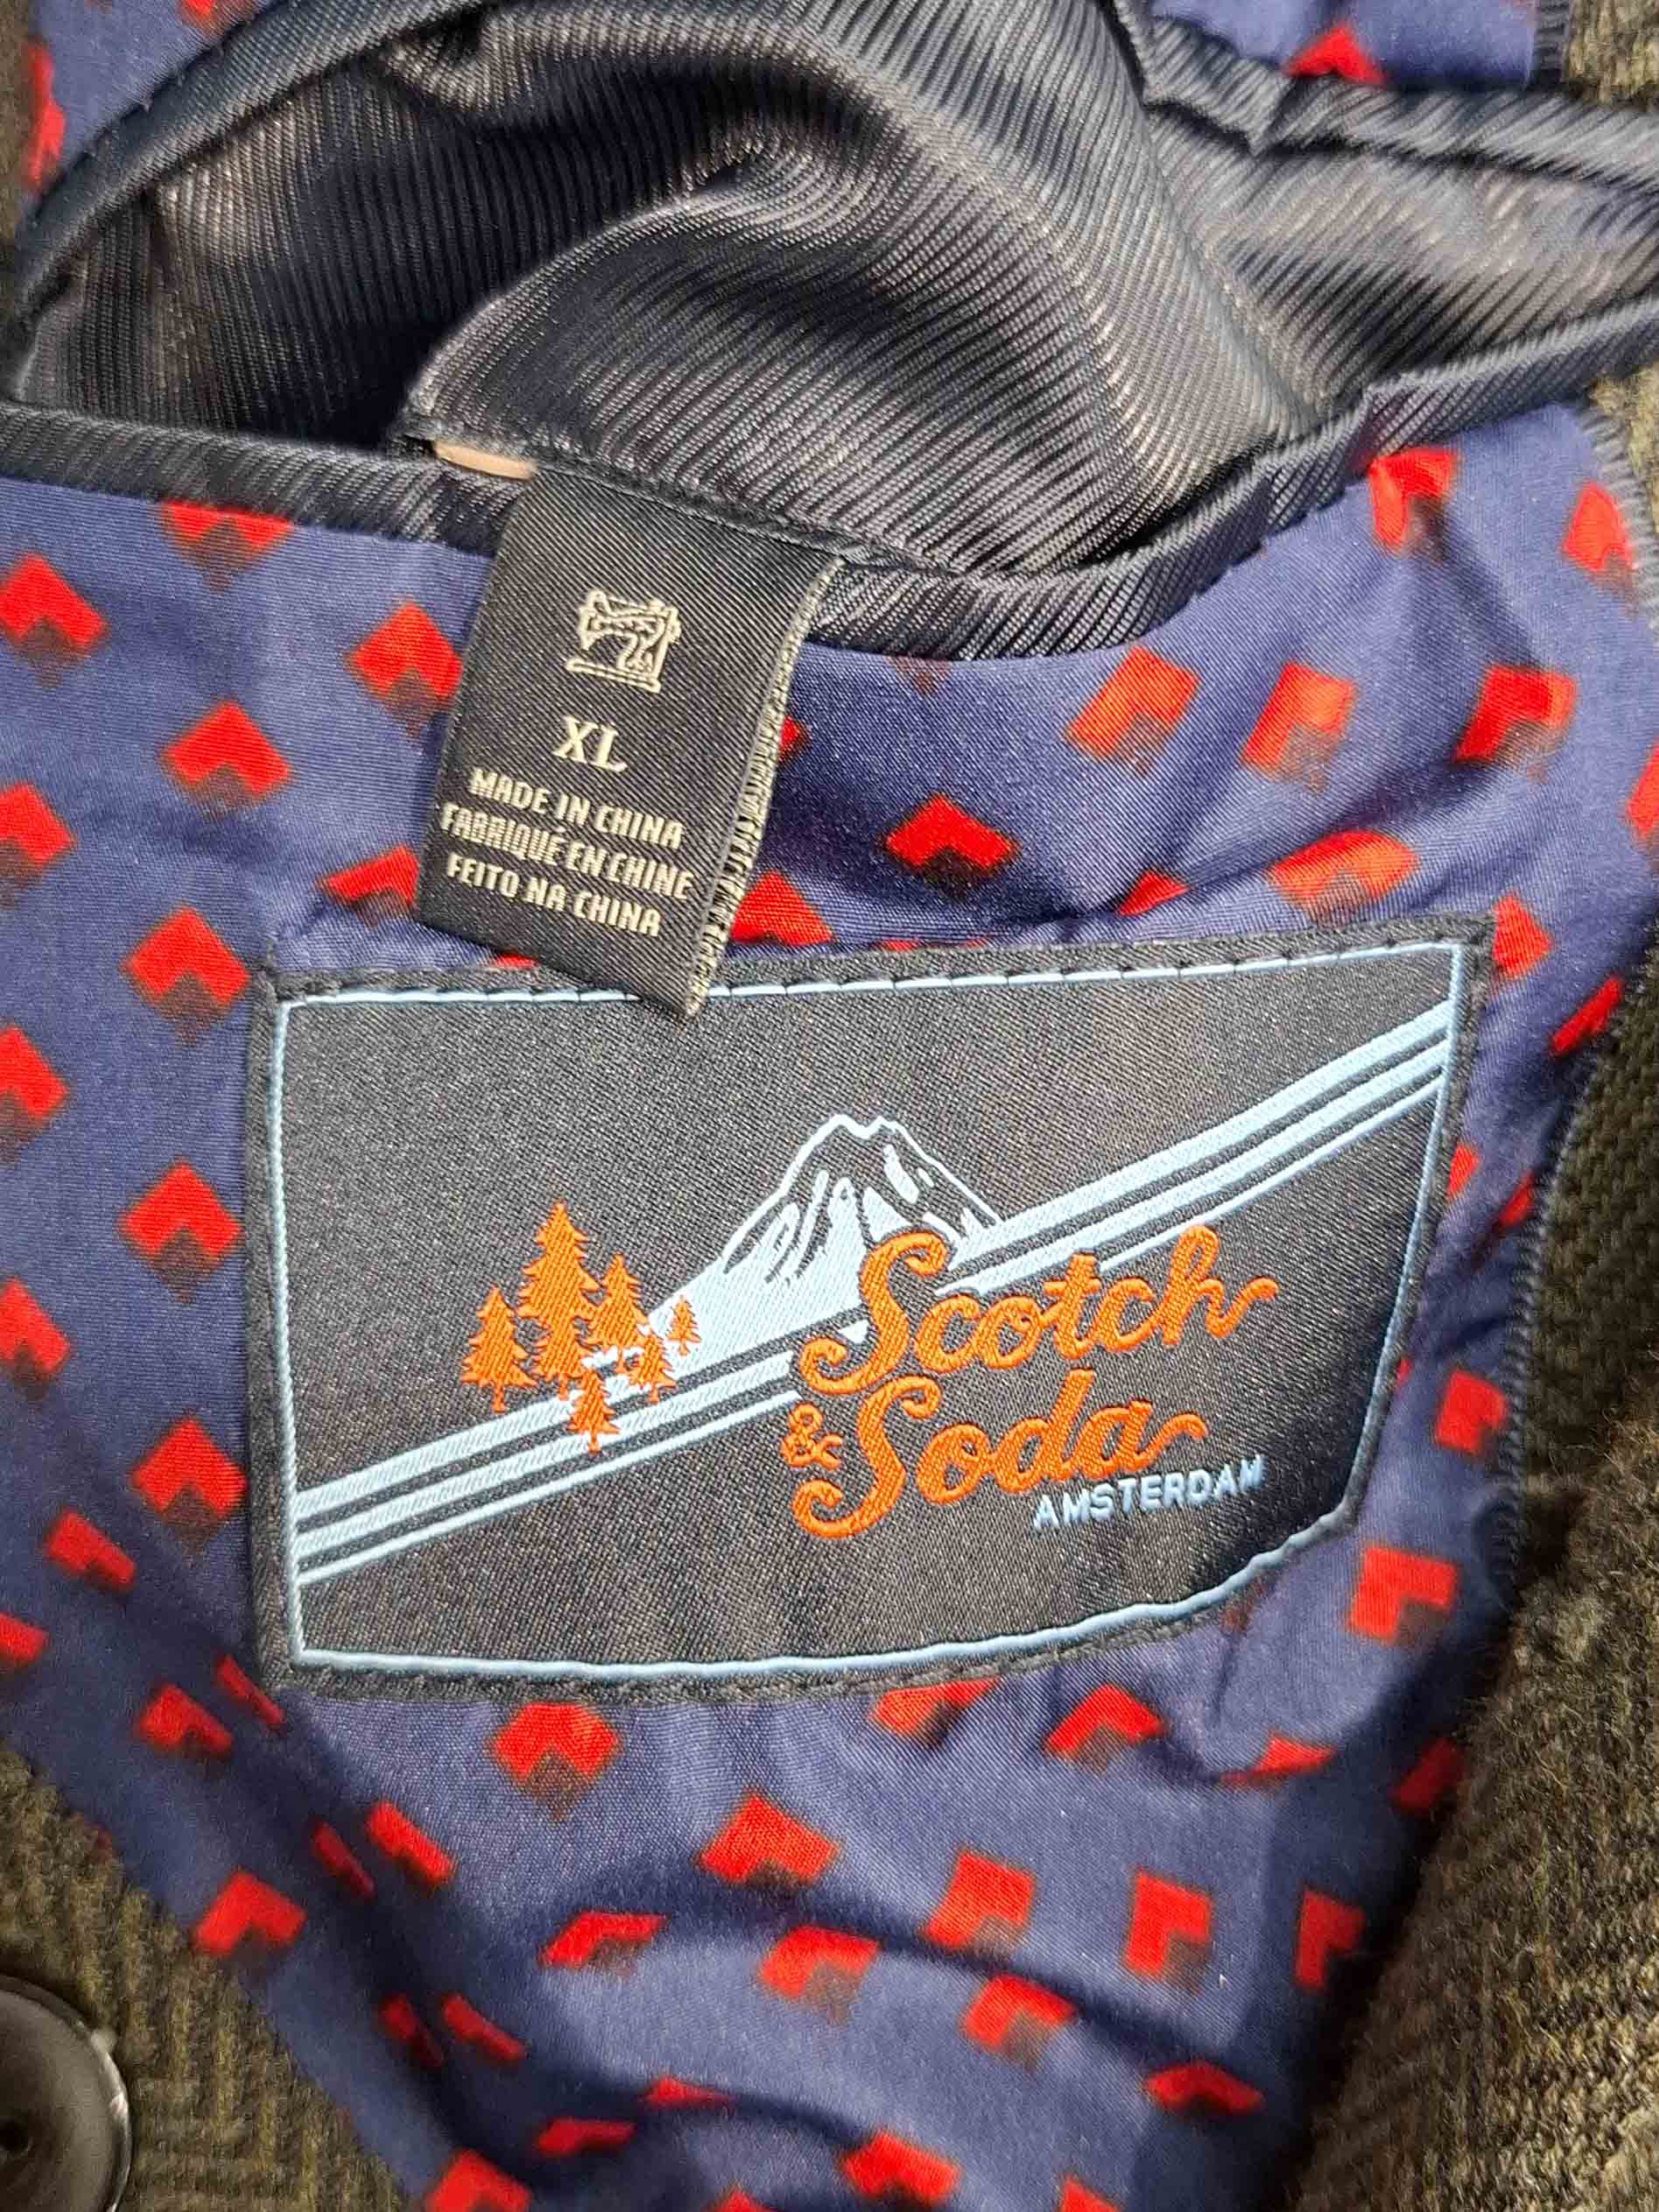 XL
MADE IN CHINA
FABRIQUÉ EN CHINE
FEITO NA CHINA
Scotch
& Soda
AMSTERDAM